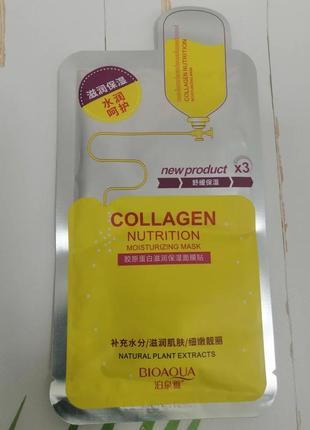 滋润保湿
水润
呵护
COLLAGEN NUTRITION
MOISTURIZING MASK
new product x3
舒缓保湿
COLLAGEN
NUTRITION
MOISTURIZING MASK
胶原蛋白滋润保湿面膜贴
补充水分/滋润肌肤/细嫩靓丽
NATURAL PLANT EXTRACTS
BIOAQUA
泊泉雅